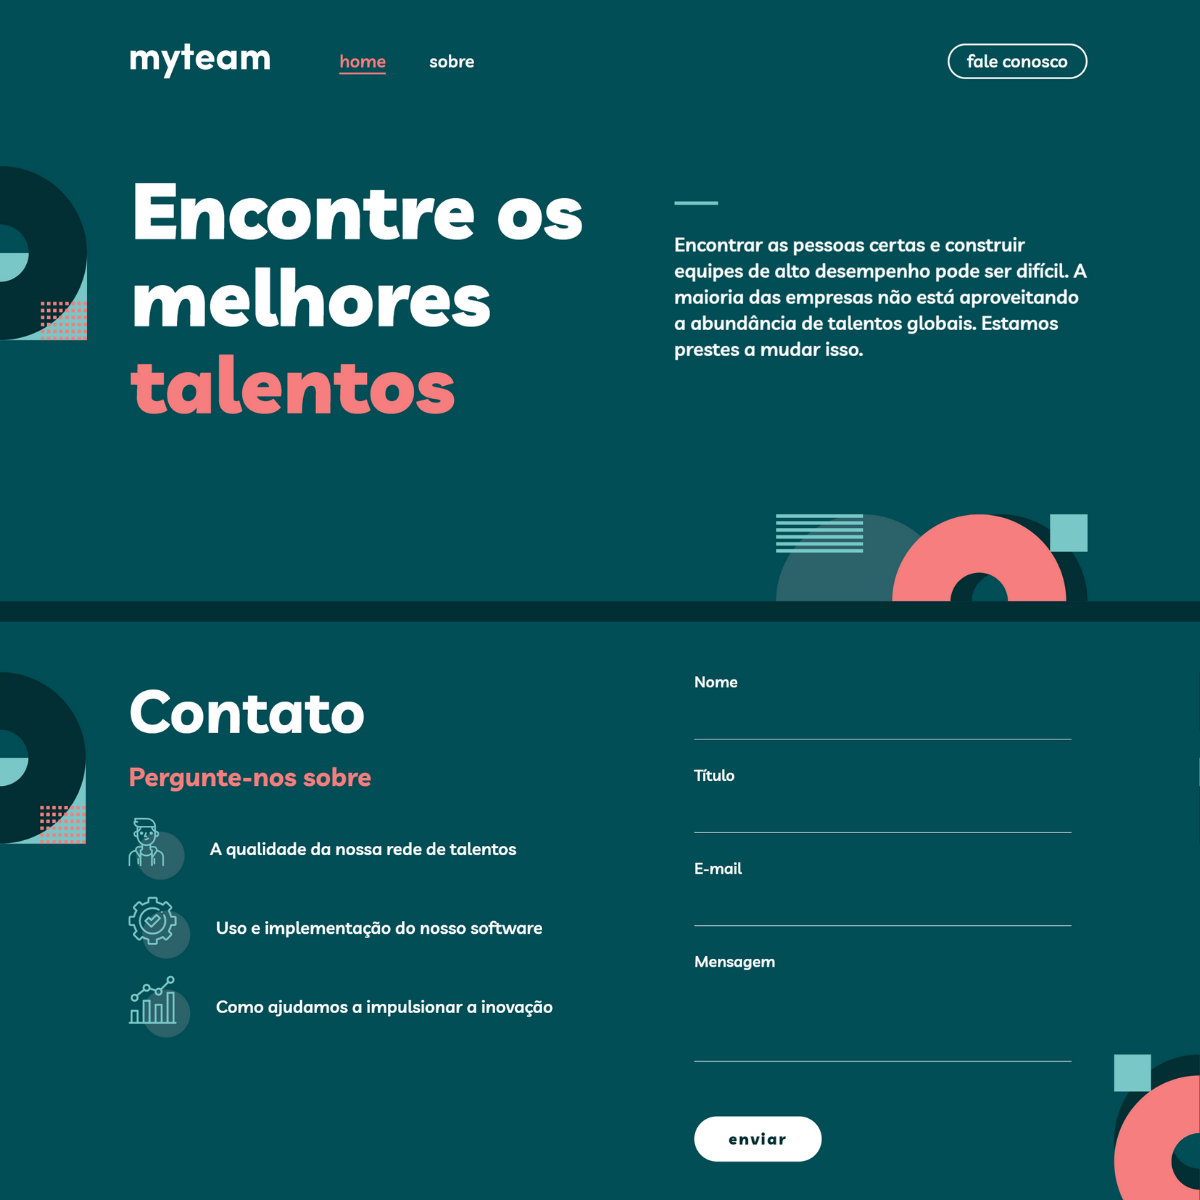 myteam
home
sobre
fale conosco
Encontre os
melhores
talentos
Encontrar as pessoas certas e construir
equipes de alto desempenho pode ser difícil. A
maioria das empresas não está aproveitando
a abundância de talentos globais. Estamos
prestes a mudar isso.
Contato
Pergunte-nos sobre
A qualidade da nossa rede de talentos
Uso e implementação do nosso software
Como ajudamos a impulsionar a inovação
Nome
Título
E-mail
Mensagem
enviar